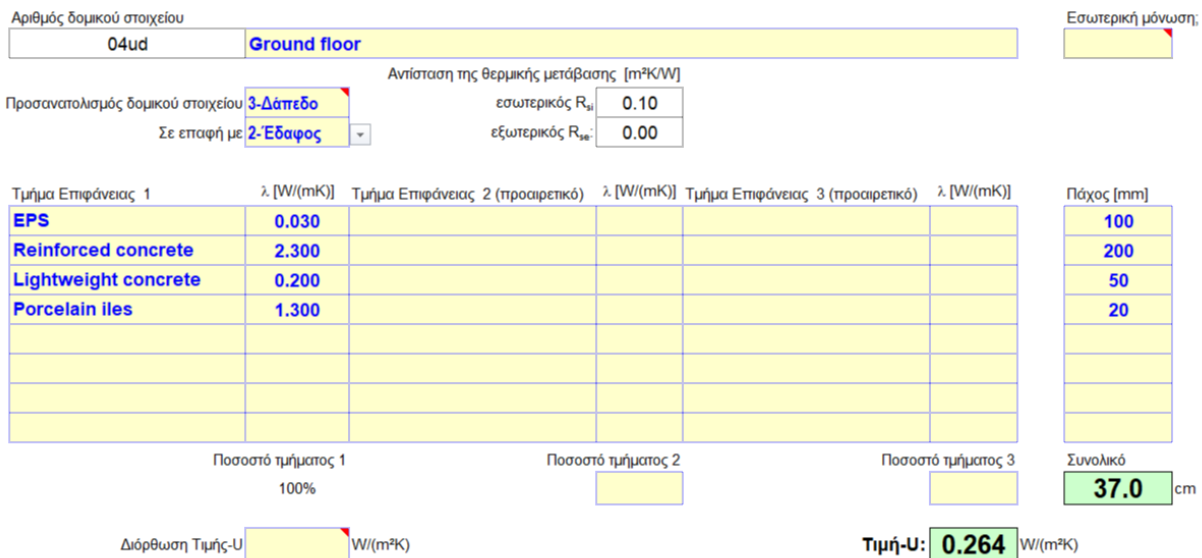 Αριθμός δομικού στοιχείου Εσωτερική μόνωση;
04ud Ground floor
Αντίσταση της θερμικής μετάβασης [m²K/W]
Προσανατολισμός δομικού στοιχείου 3-Δάπεδο εσωτερικός Rsi 0.10
Σε επαφή με 2-Έδαφος εξωτερικός Rse: 0.00
Τμήμα Επιφάνειας 1 λ [W/(mK)] Τμήμα Επιφάνειας 2 (προαιρετικό) λ [W/(mK)] Τμήμα Επιφάνειας 3 (προαιρετικό) λ [W/(mK)] Πάχος [mm]
EPS 0.030 100
Reinforced concrete 2.300 200
Lightweight concrete 0.200 50
Porcelain iles 1.300 20
Ποσοστό τμήματος 1 Ποσοστό τμήματος 2 Ποσοστό τμήματος 3 Συνολικό
100% 37.0 cm
Διόρθωση Τιμής-U W/(m²K) Τιμή-U: 0.264 W/(m²K)